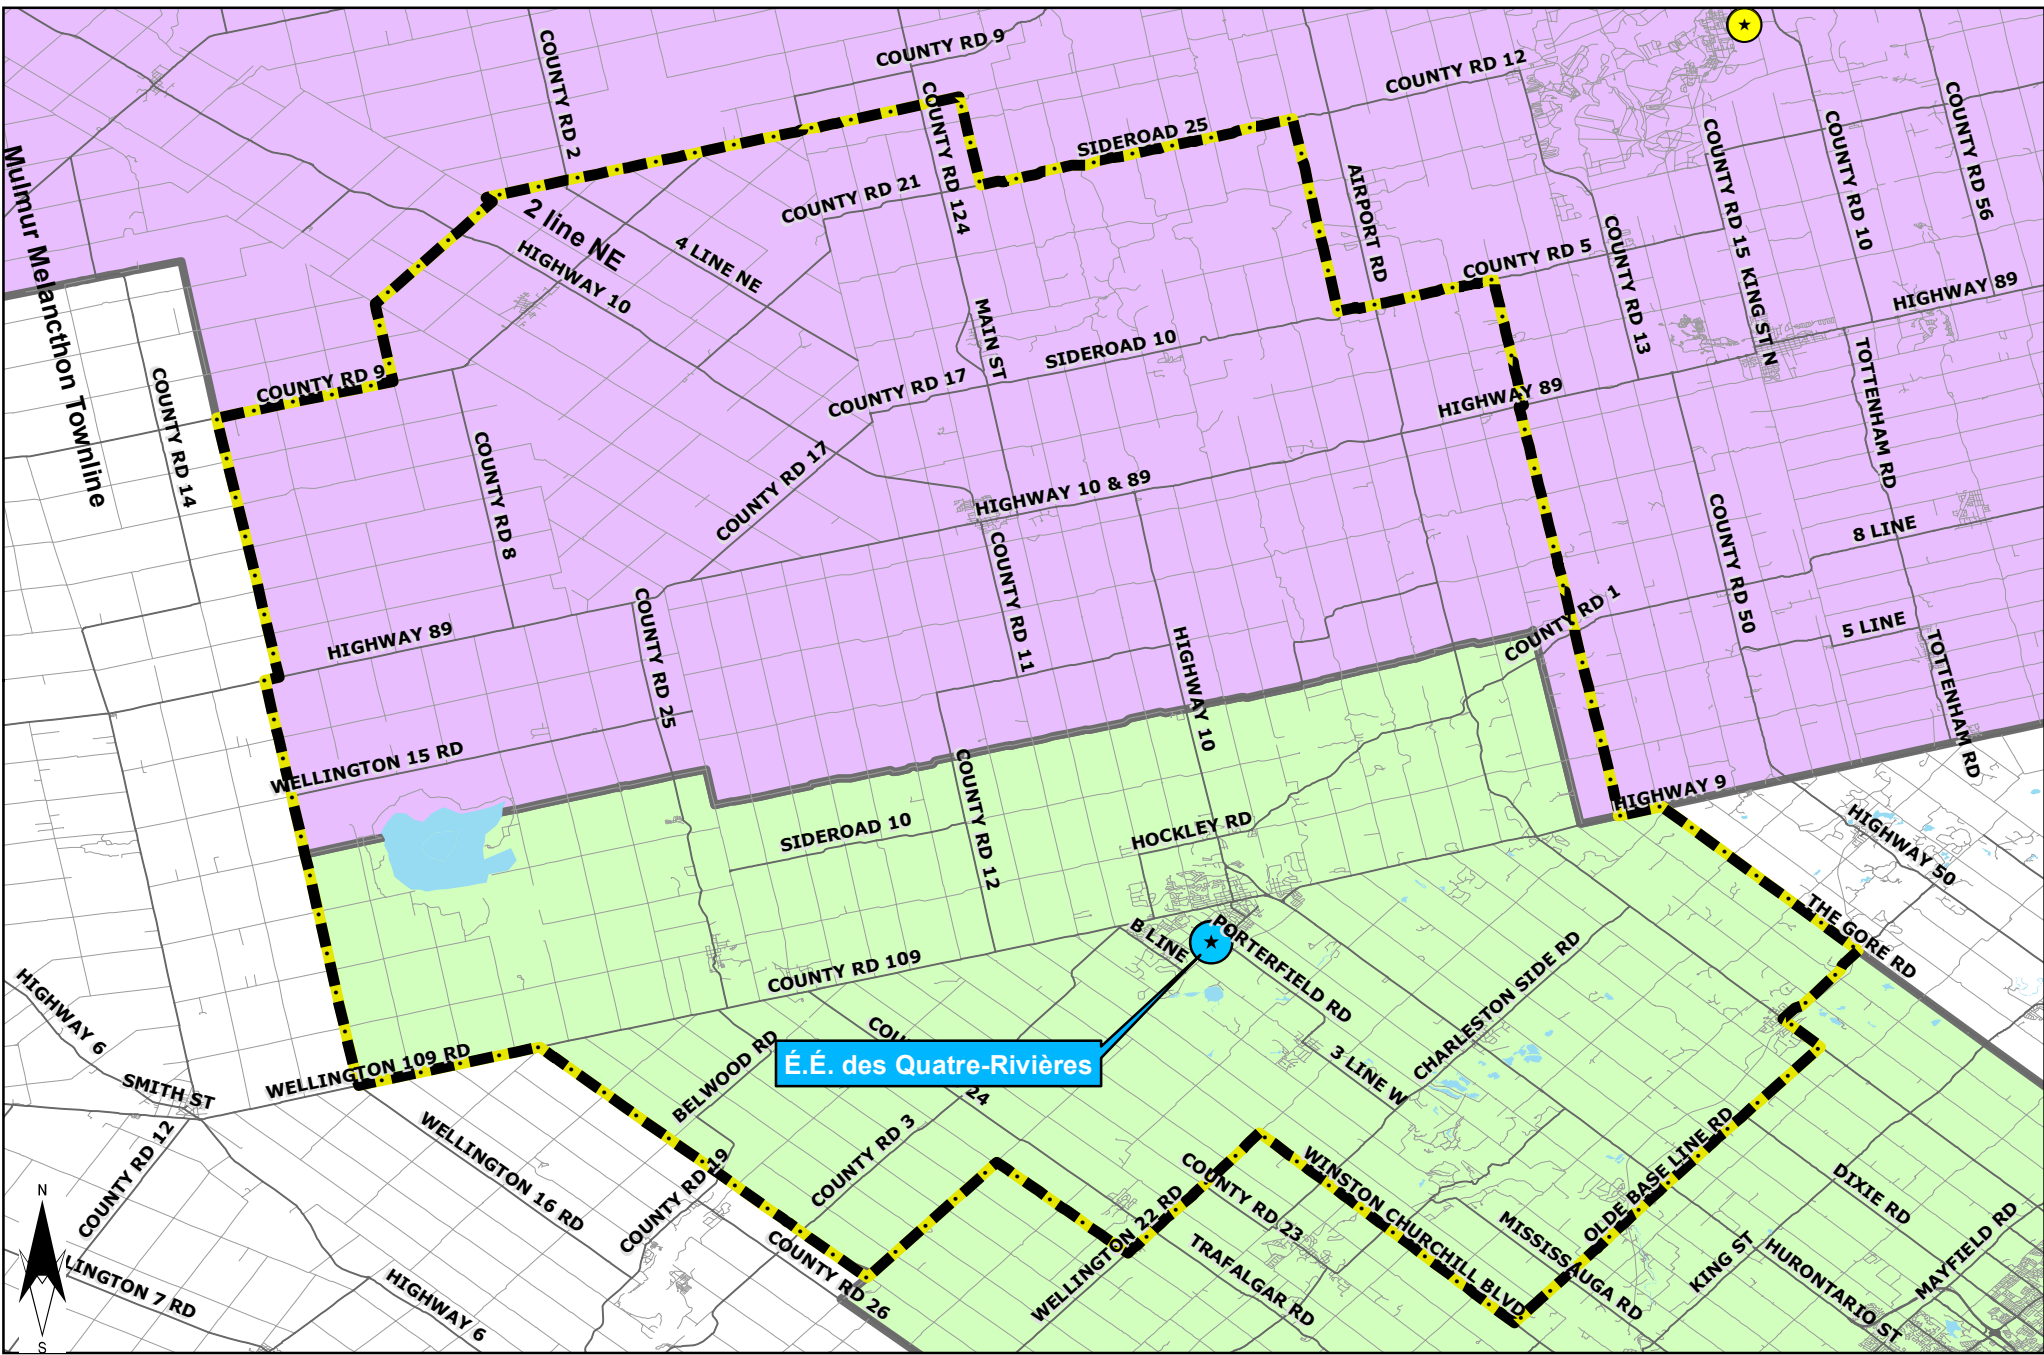 COUNTY RD 9
COUNTY RD 2
COUNTY RD 12
COUNTY RD 124
SIDEROAD 25
COUNTY RD 56
COUNTY RD 10
COUNTY RD 15
KING ST N
Mulmur Melancthon Townline
AIRPORT RD
COUNTY RD 21
2 line NE
4 LINE NE
HIGHWAY 10
COUNTY RD 13
COUNTY RD 5
HIGHWAY 89
MAIN ST
SIDEROAD 10
TOTTENHAM RD
COUNTY RD 9
COUNTY RD 14
COUNTY RD 17
HIGHWAY 89
COUNTY RD 8
COUNTY RD 17
HIGHWAY 10 & 89
COUNTY RD 50
8 LINE
COUNTY RD 11
COUNTY RD 25
COUNTY RD 1
5 LINE
HIGHWAY 89
HIGHWAY 10
TOTTENHAM RD
WELLINGTON 15 RD
COUNTY RD 12
HIGHWAY 9
SIDEROAD 10
HOCKLEY RD
HIGHWAY 50
THE GORE RD
B LINE
PORTERFIELD RD
CHARLESTON SIDE RD
COUNTY RD 109
HIGHWAY 6
COUNTY RD 24
BELWOOD RD
É.É. des Quatre-Rivières
3 LINE W
WELLINGTON 109 RD
SMITH ST
COUNTY RD 12
WELLINGTON 16 RD
COUNTY RD 19
COUNTY RD 3
WELLINGTON 22 RD
COUNTY RD 23
WINSTON CHURCHILL BLVD
OLDE BASE LINE RD
MISSISSAUGA RD
DIXIE RD
MAYFIELD RD
KING ST
HURONTARIO ST
TRAFALGAR RD
COUNTY RD 26
HIGHWAY 6
LINGTON 7 RD
N
S